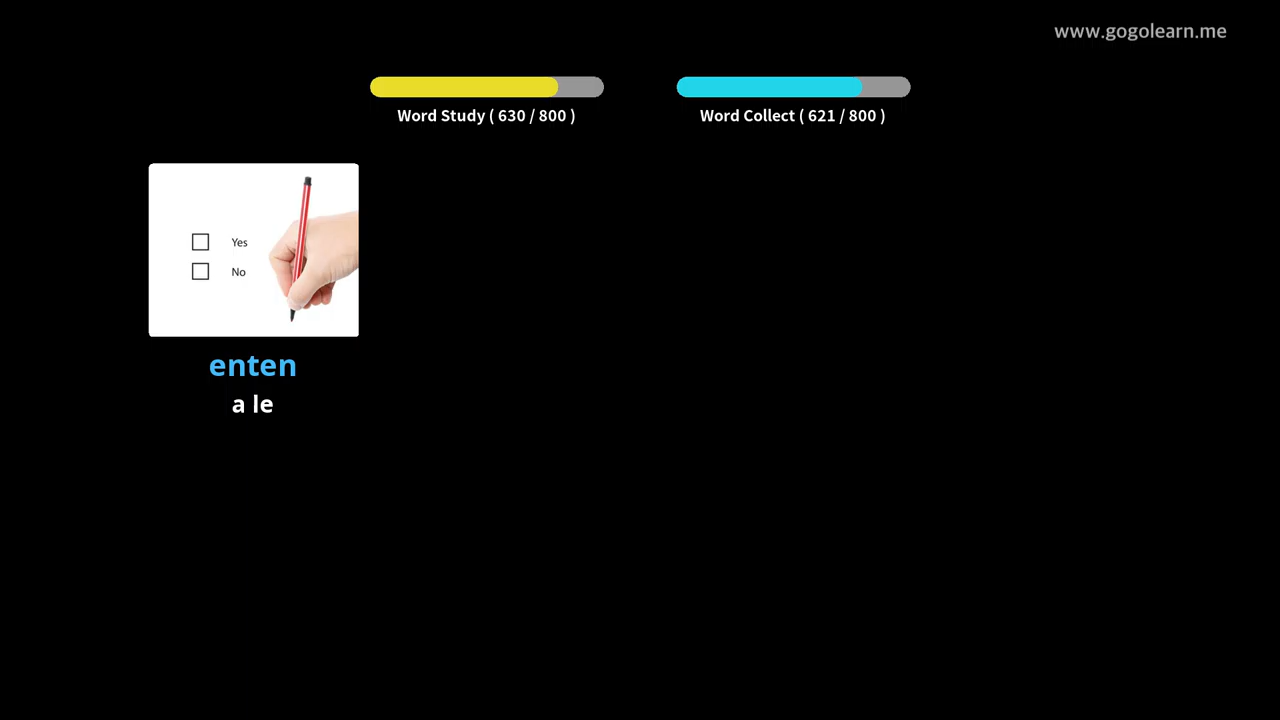 www.gogolearn.me
Word Study ( 630 / 800 )
Word Collect ( 621 / 800 )
Yes
No
enten
a le